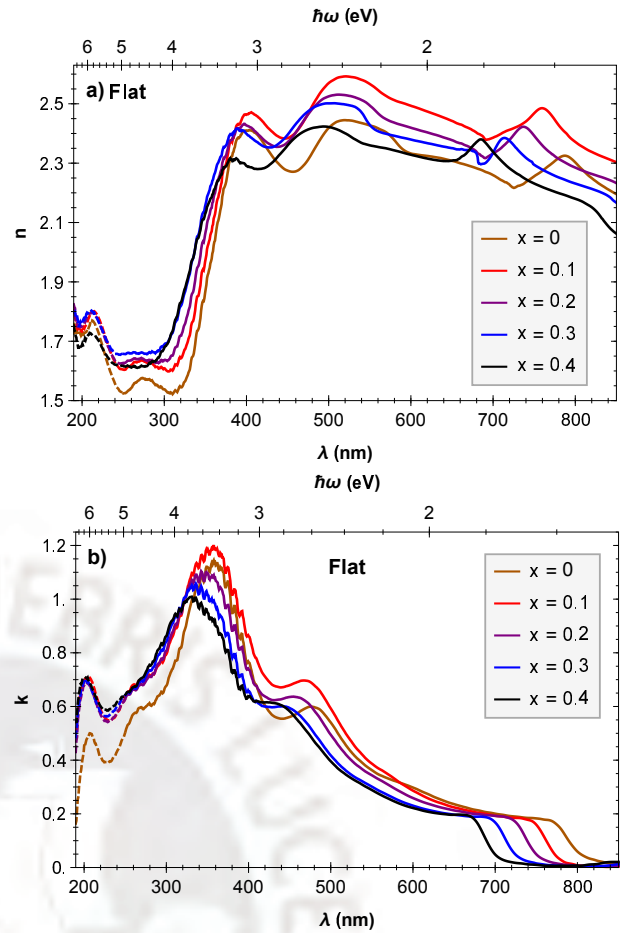 ħω (eV)
6 5 4 3 2
a) Flat
2.5
2.3
2.1
1.9
1.7
1.5
n
x = 0
x = 0.1
x = 0.2
x = 0.3
x = 0.4
200 300 400 500 600 700 800
λ (nm)
ħω (eV)
6 5 4 3 2
b) Flat
1.2
1.
0.8
0.6
0.4
0.2
0.
k
x = 0
x = 0.1
x = 0.2
x = 0.3
x = 0.4
200 300 400 500 600 700 800
λ (nm)